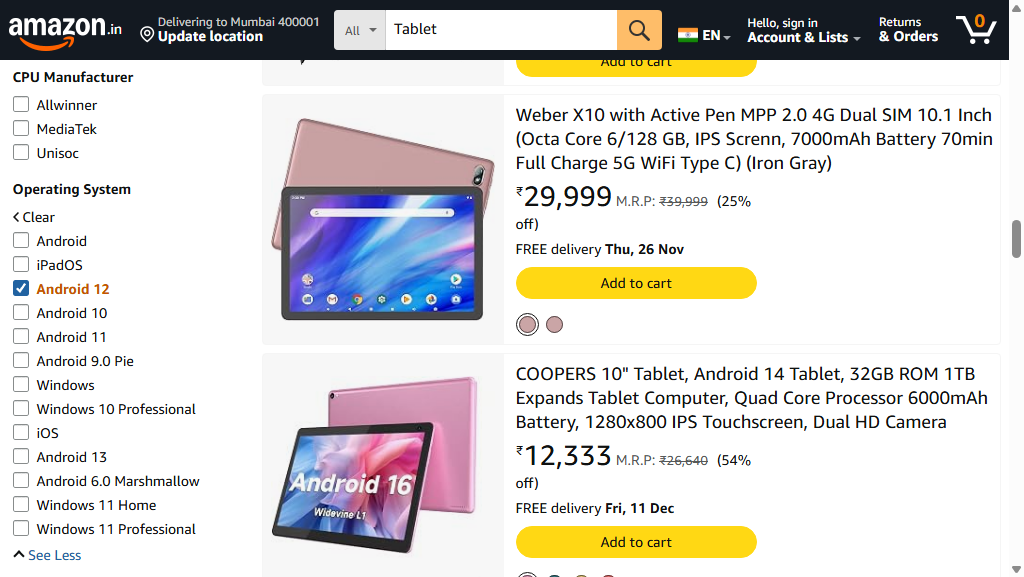 amazon.in
Delivering to Mumbai 400001
Update location
All
Tablet
EN
Hello, sign in
Account & Lists
Returns
& Orders
0
CPU Manufacturer
Allwinner
MediaTek
Unisoc
Operating System
Clear
Android
iPadOS
Android 12
Android 10
Android 11
Android 9.0 Pie
Windows
Windows 10 Professional
iOS
Android 13
Android 6.0 Marshmallow
Windows 11 Home
Windows 11 Professional
See Less
Add to cart
Weber X10 with Active Pen MPP 2.0 4G Dual SIM 10.1 Inch
(Octa Core 6/128 GB, IPS Screnn, 7000mAh Battery 70min
Full Charge 5G WiFi Type C) (Iron Gray)
₹29,999 M.R.P: ₹39,999 (25%
off)
FREE delivery Thu, 26 Nov
Add to cart
Android 16
Widevine L1
COOPERS 10" Tablet, Android 14 Tablet, 32GB ROM 1TB
Expands Tablet Computer, Quad Core Processor 6000mAh
Battery, 1280x800 IPS Touchscreen, Dual HD Camera
₹12,333 M.R.P: ₹26,640 (54%
off)
FREE delivery Fri, 11 Dec
Add to cart